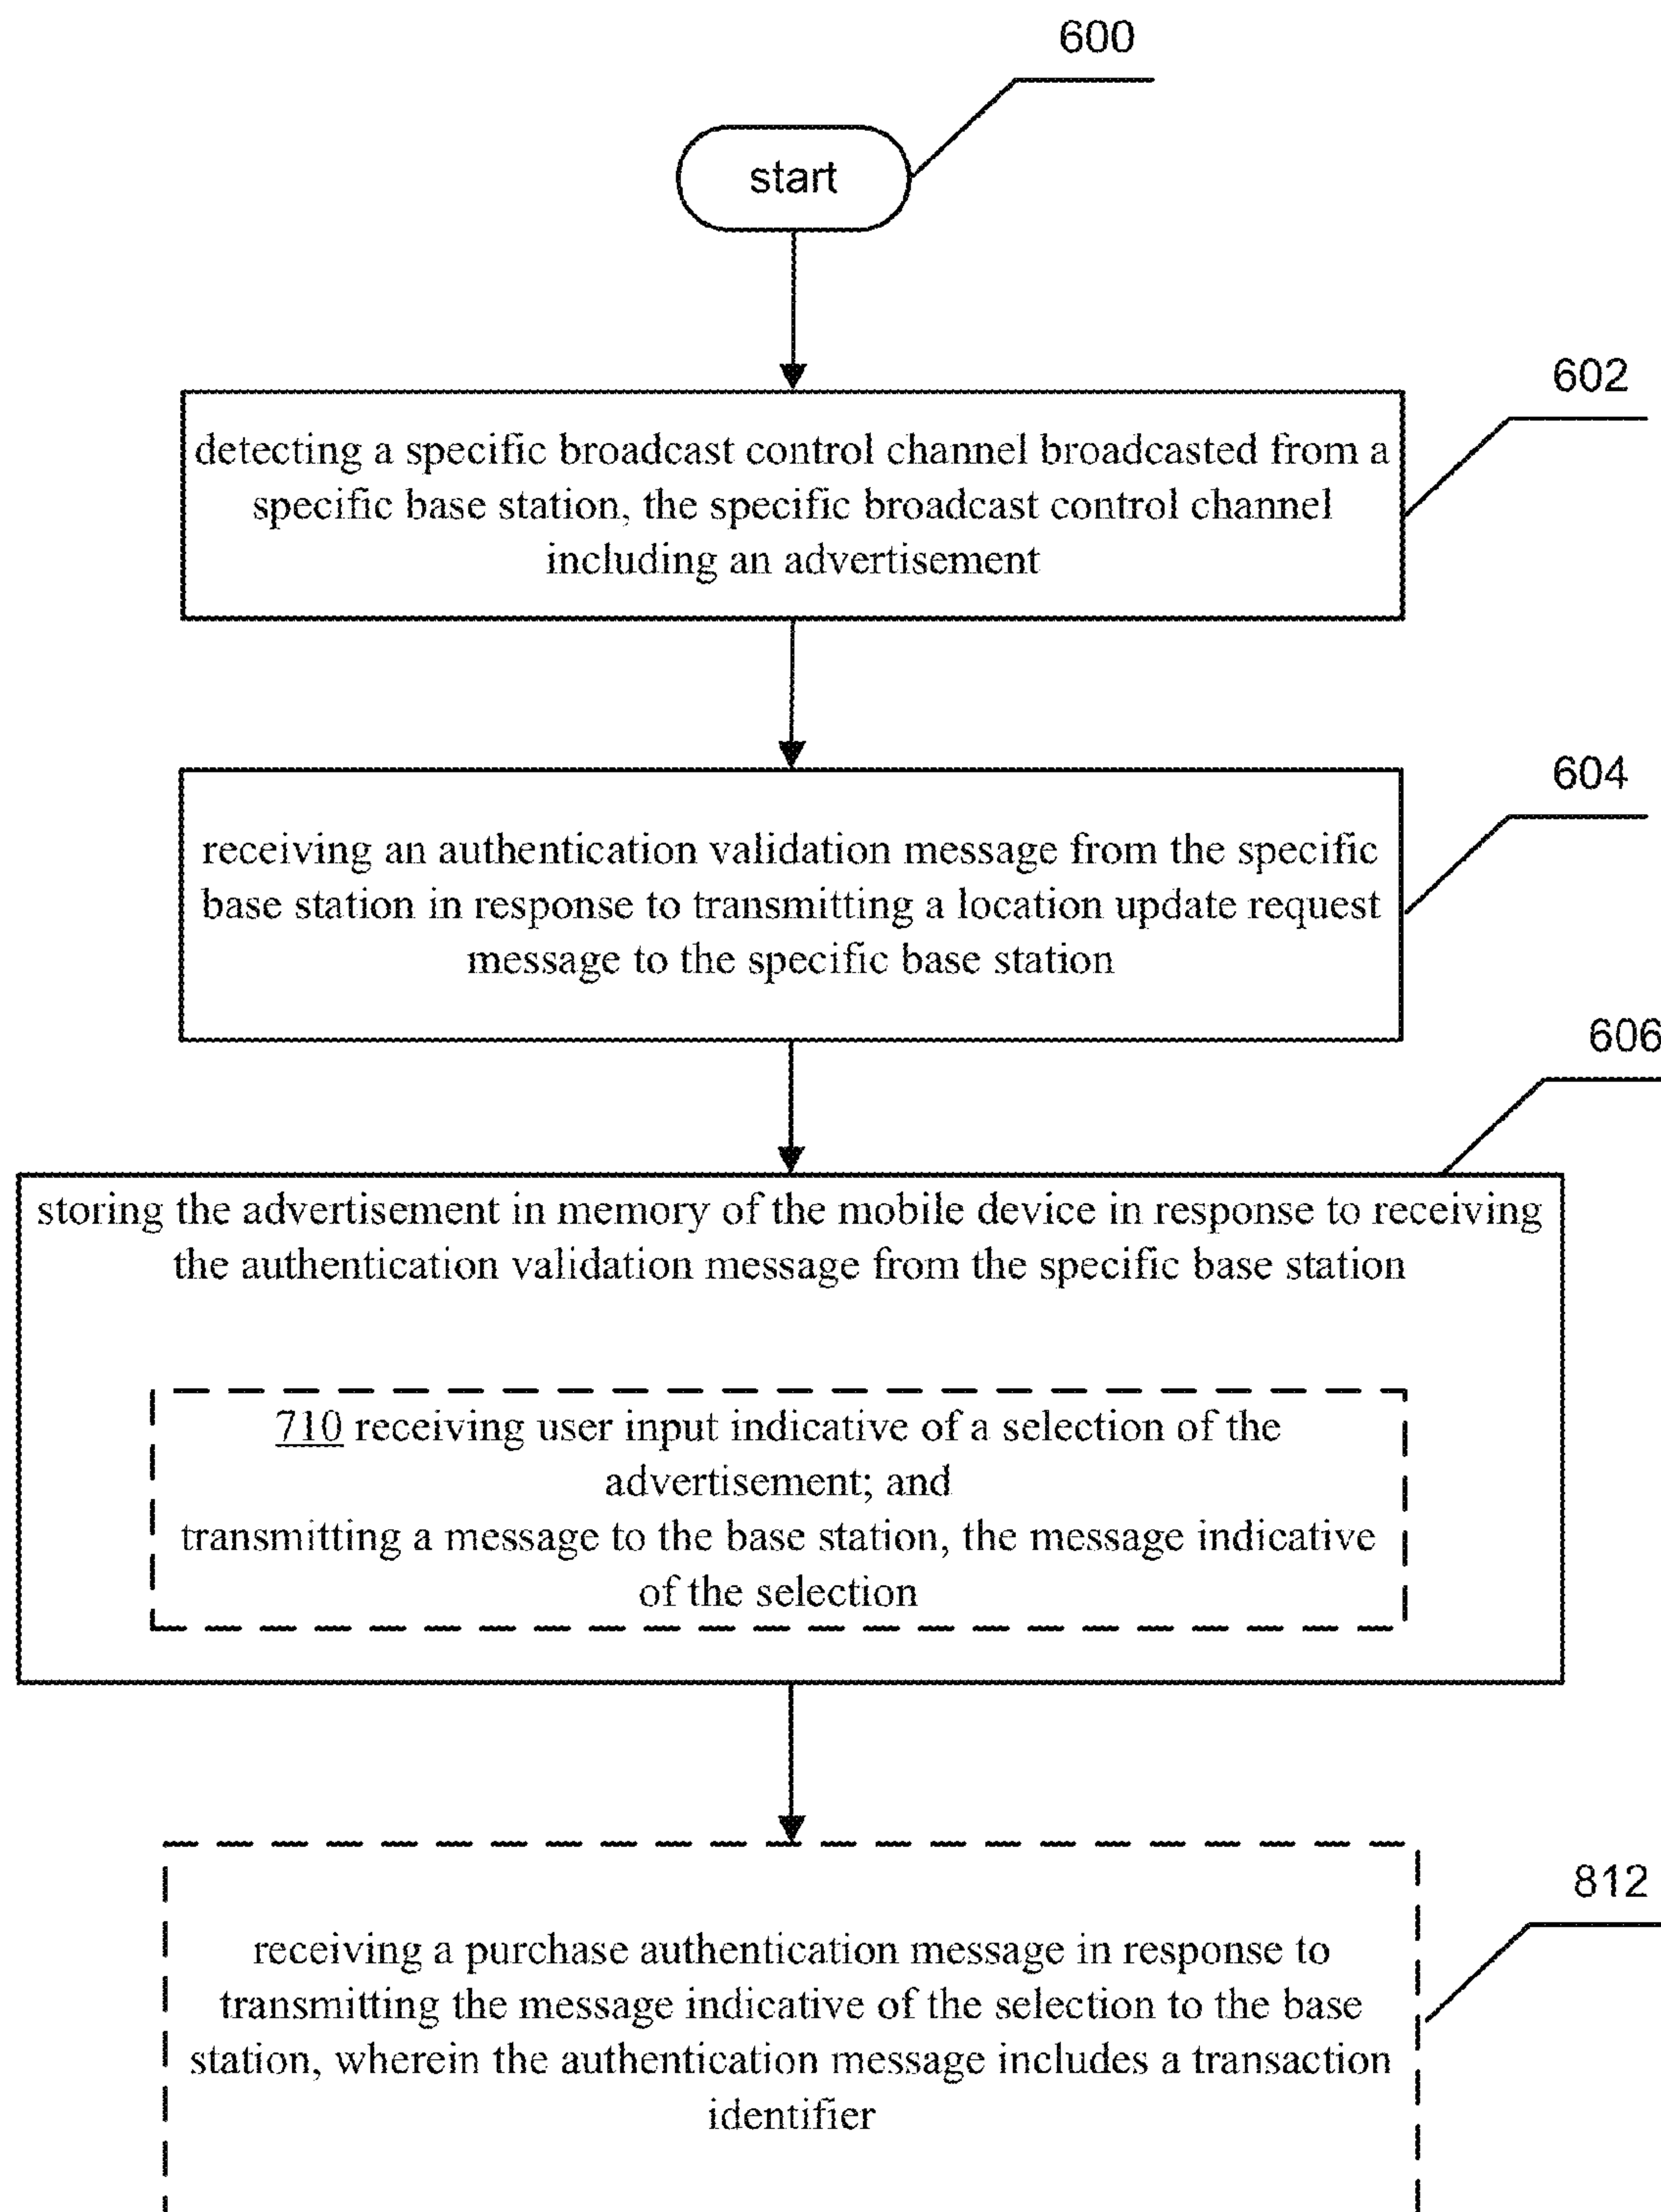 600
start
602
detecting a specific broadcast control channel broadcasted from a
specific base station, the specific broadcast control channel
including an advertisement
604
receiving an authentication validation message from the specific
base station in response to transmitting a location update request
message to the specific base station
606
storing the advertisement in memory of the mobile device in response to receiving
the authentication validation message from the specific base station
710 receiving user input indicative of a selection of the
advertisement; and
transmitting a message to the base station, the message indicative
of the selection
812
receiving a purchase authentication message in response to
transmitting the message indicative of the selection to the base
station, wherein the authentication message includes a transaction
identifier